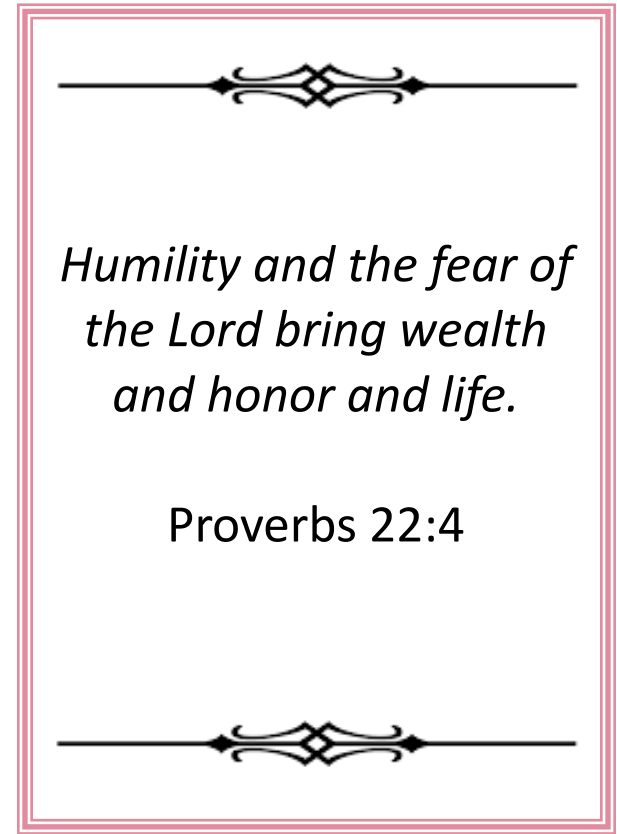 Humility and the fear of
the Lord bring wealth
and honor and life.
Proverbs 22:4